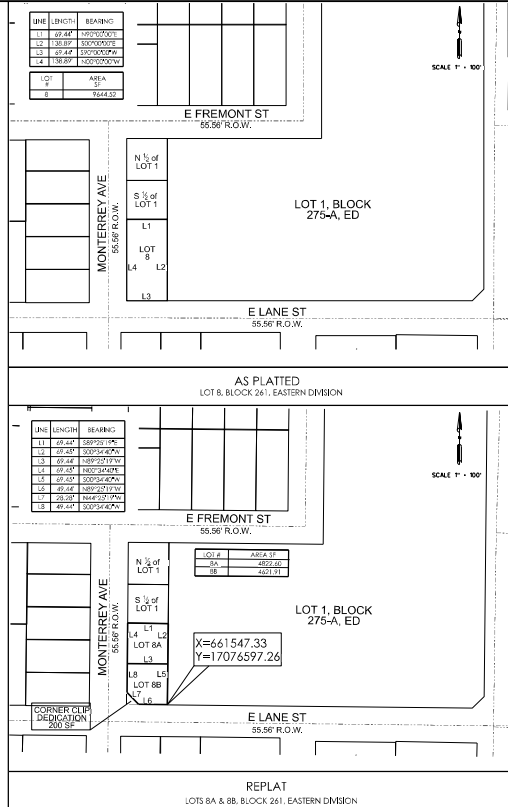 LINE LENGTH BEARING
L1 69.44' N90°00'00"E
L2 138.89' S00°00'00"E
L3 69.44' S90°00'00"W
L4 138.89' N00°00'00"W
LOT # AREA SF
8 9644.52
SCALE 1" = 100'
E FREMONT ST
55.56' R.O.W.
N ½ of LOT 1
S ½ of LOT 1
MONTERREY AVE
55.56' R.O.W.
L1
LOT 8
L4 L2
L3
LOT 1, BLOCK
275-A, ED
E LANE ST
55.56' R.O.W.
AS PLATTED
LOT 8, BLOCK 261, EASTERN DIVISION
LINE LENGTH BEARING
L1 69.44' S89°25'19"E
L2 69.45' S00°34'40"W
L3 69.44' N89°25'19"W
L4 69.45' N00°34'40"E
L5 69.45' S00°34'40"W
L6 49.44' N89°25'19"W
L7 28.28' N44°25'19"W
L8 49.44' S00°34'40"W
SCALE 1" = 100'
E FREMONT ST
55.56' R.O.W.
LOT # AREA SF
8A 4822.60
8B 4621.91
N ½ of
LOT 1
S ½ of
LOT 1
MONTERREY AVE
55.56' R.O.W.
L1
L4 L2
LOT 8A
L3
L8 L5
LOT 8B
L7
L6
X=661547.33
Y=17076597.26
LOT 1, BLOCK
275-A, ED
CORNER CLIP
DEDICATION
200 SF
E LANE ST
55.56' R.O.W.
REPLAT
LOTS 8A & 8B, BLOCK 261, EASTERN DIVISION